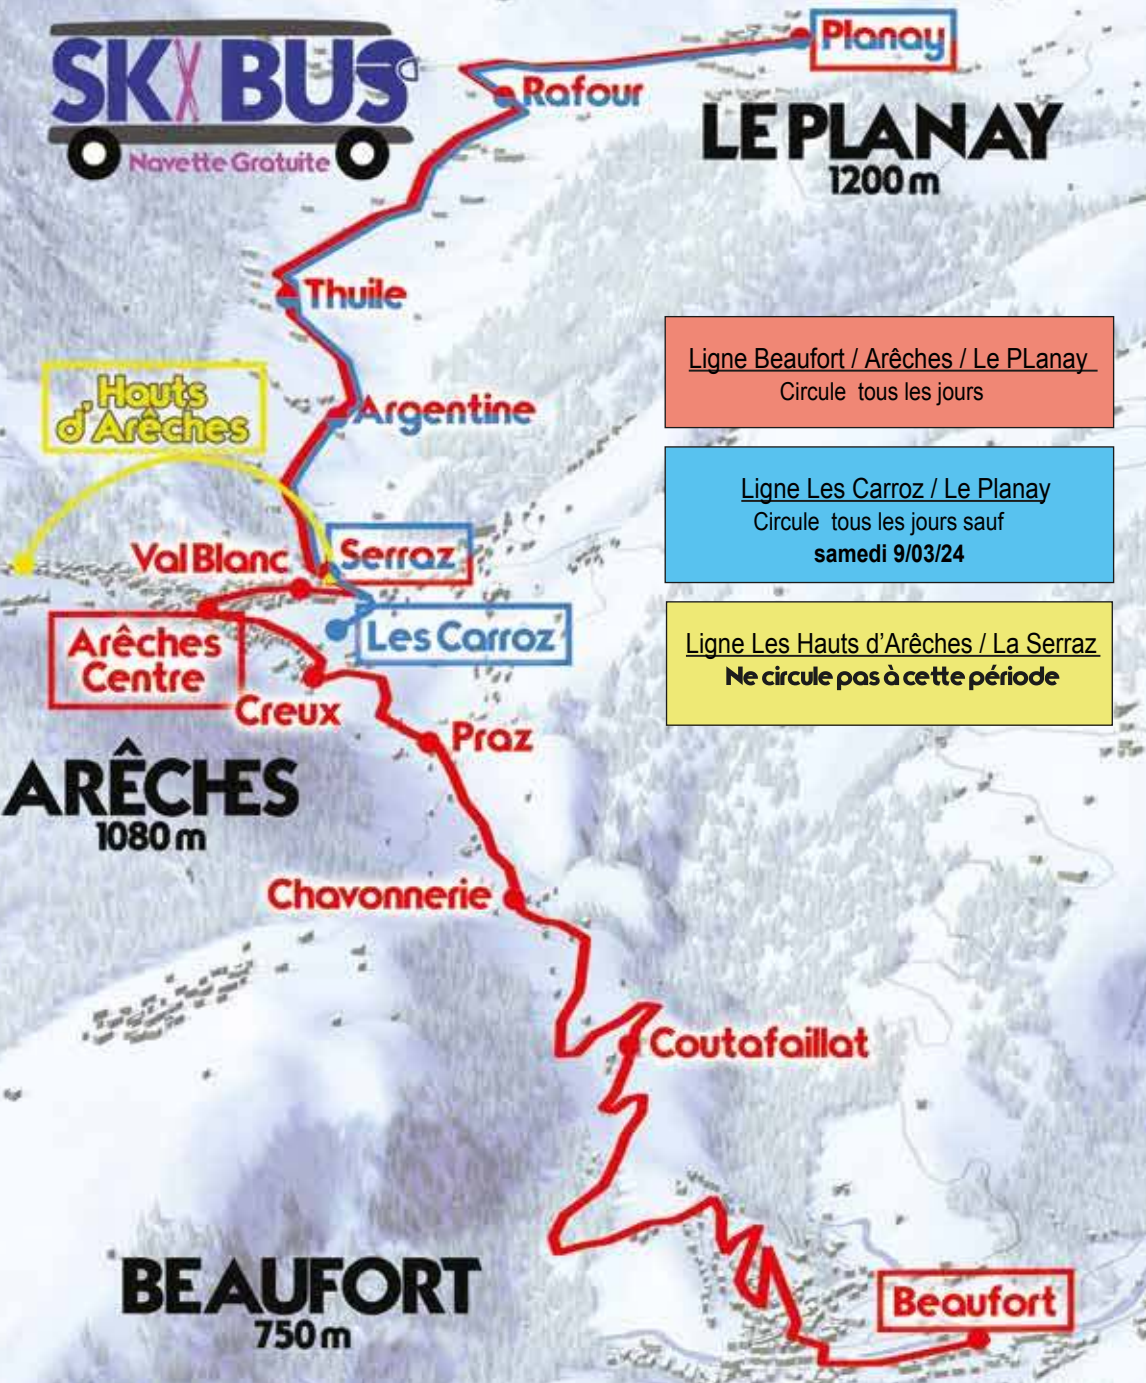 SKI BUS
Navette Gratuite
Planay
Rafour
LE PLANAY
1200 m
Thuile
Hauts
d'Arêches
Argentine
Ligne Beaufort / Arêches / Le PLanay
Circule tous les jours
Ligne Les Carroz / Le Planay
Circule tous les jours sauf
samedi 9/03/24
Val Blanc
Serraz
Arêches
Centre
Les Carroz
Ligne Les Hauts d'Arêches / La Serraz
Ne circule pas à cette période
Creux
Praz
ARÊCHES
1080 m
Chavonnerie
Coutafaillat
BEAUFORT
750 m
Beaufort